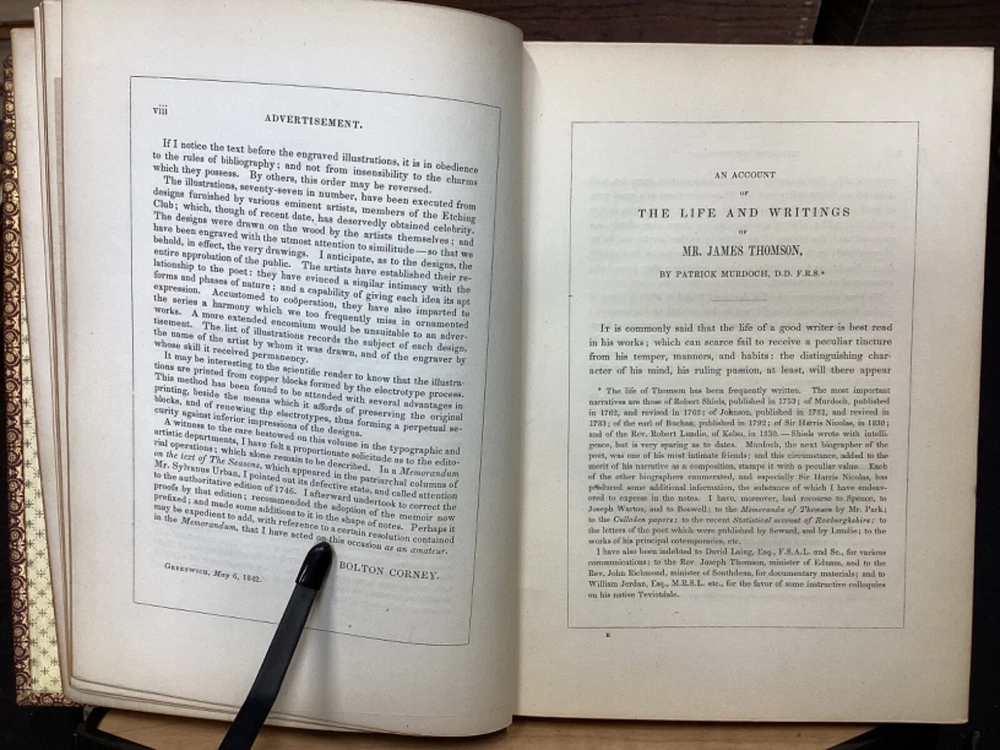 viii
ADVERTISEMENT.
If I notice the text before the engraved illustrations, it is in obedience
to the rules of bibliography; and not from insensibility to the charms
which they possess. By others, this order may be reversed.
The illustrations, seventy-seven in number, have been executed from
designs furnished by various eminent artists, members of the Etching
Club; which, though of recent date, has deservedly obtained celebrity.
The designs were drawn on the wood by the artists themselves; and
have been engraved with the utmost attention to similitude — so that we
behold, in effect, the very drawings. I anticipate, as to the designs, the
entire approbation of the public. The artists have established their re-
lationship to the poet: they have evinced a similar intimacy with the
forms and phases of nature; and a capability of giving each idea its apt
expression. Accustomed to coöperation, they have also imparted to
the series a harmony which we too frequently miss in ornamented
works. A more extended encomium would be unsuitable to an adver-
tisement. The list of illustrations records the subject of each design,
the name of the artist by whom it was drawn, and of the engraver by
whose skill it received permanency.
It may be interesting to the scientific reader to know that the illustra-
tions are printed from copper blocks formed by the electrotype process.
This method has been found to be attended with several advantages in
printing, beside the means which it affords of preserving the original
blocks, and of renewing the electrotypes, thus forming a perpetual se-
curity against inferior impressions of the designs.
A witness to the care bestowed on this volume in the typographic and
artistic departments, I have felt a proportionate solicitude as to the edito-
rial operations; which alone remain to be described. In a Memorandum
on the text of The Seasons, which appeared in the patriarchal columns of
Mr. Sylvanus Urban, I pointed out its defective state, and called attention
to the authoritative edition of 1746. I afterward undertook to correct the
proofs by that edition; recommended the adoption of the memoir now
prefixed; and made some additions to it in the shape of notes. Perhaps it
may be expedient to add, with reference to a certain resolution contained
in the Memorandum, that I have acted on this occasion as an amateur.
BOLTON CORNEY.
Greenwich, May 6, 1842.
AN ACCOUNT
OF
THE LIFE AND WRITINGS
OF
MR. JAMES THOMSON,
BY PATRICK MURDOCH, D.D. F.R.S.*
It is commonly said that the life of a good writer is best read
in his works; which can scarce fail to receive a peculiar tincture
from his temper, manners, and habits: the distinguishing char-
acter of his mind, his ruling passion, at least, will there appear
* The life of Thomson has been frequently written. The most important
narratives are those of Robert Shiels, published in 1753; of Murdoch, published
in 1762, and revised in 1768; of Johnson, published in 1781, and revived in
1783; of the earl of Buchan, published in 1792; of Sir Harris Nicolas, in 1830;
and of the Rev. Robert Lundie, of Kelso, in 1830.—Shiels wrote with intelli-
gence, but is very sparing as to dates. Murdoch, the next biographer of the
poet, was one of his most intimate friends; and this circumstance, added to the
merit of his narrative as a composition, stamps it with a peculiar value. Each
of the other biographers enumerated, and especially Sir Harris Nicolas, has
produced some additional information, the substance of which I have endeav-
ored to express in the notes. I have, moreover, had recourse to Spence, to
Joseph Warton, and to Boswell; to the Memoranda of Thomson by Mr. Park;
to the Culloden papers; to the recent Statistical account of Roxburghshire; to
the letters of the poet which were published by Seward, and by Lundie; to the
works of his principal cotemporaries, etc.
I have also been indebted to David Laing, Esq., F.S.A.L. and Sc., for various
communications; to the Rev. Joseph Thomson, minister of Ednam, and to the
Rev. John Richmond, minister of Southdean, for documentary materials; and to
William Jerdan, Esq., M.R.S.L. etc., for the favor of some instructive colloquies
on his native Teviotdale.
B